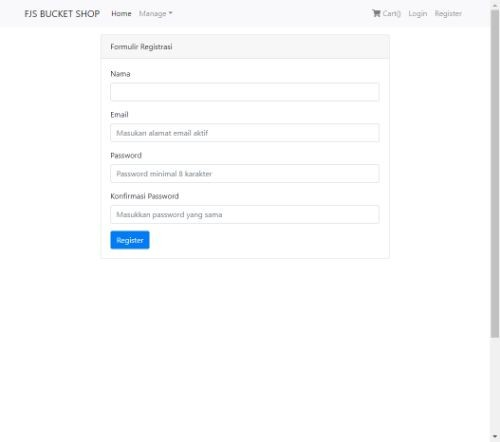 FJS BUCKET SHOP Home Manage Cart() Login Register
Formulir Registrasi
Nama
Email
Masukan alamat email aktif
Password
Password minimal 8 karakter
Konfirmasi Password
Masukkan password yang sama
Register